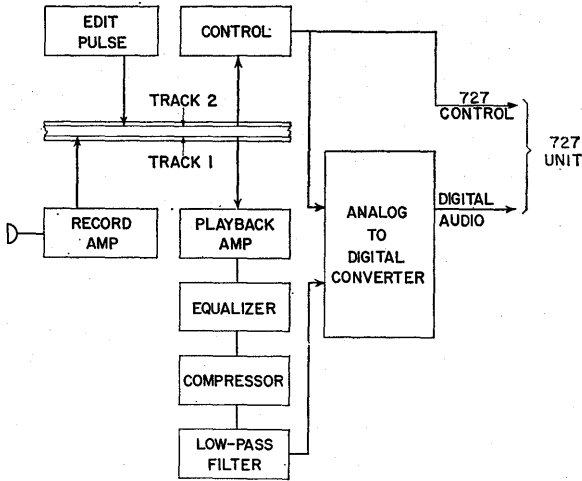 EDIT
PULSE
CONTROL
TRACK 2
TRACK 1
727
CONTROL
727
UNIT
RECORD
AMP
PLAYBACK
AMP
ANALOG
TO
DIGITAL
CONVERTER
DIGITAL
AUDIO
EQUALIZER
COMPRESSOR
LOW-PASS
FILTER